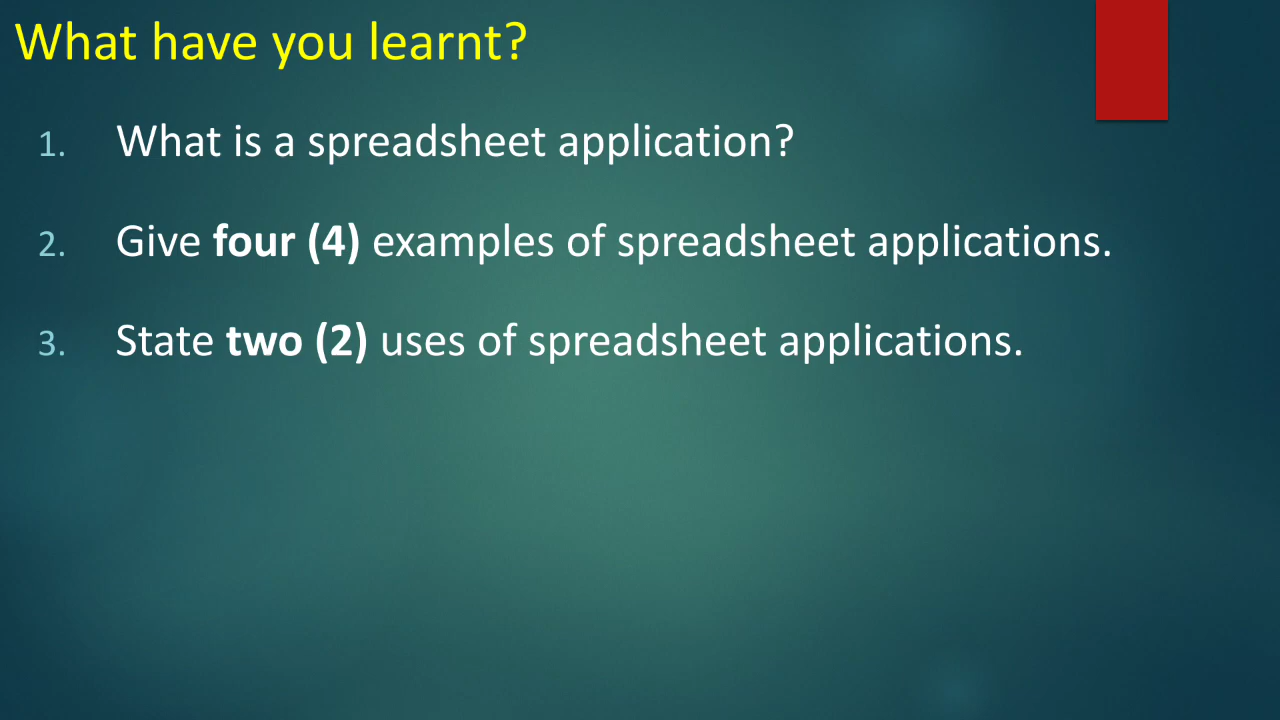 What have you learnt?
1. What is a spreadsheet application?
2. Give four (4) examples of spreadsheet applications.
3. State two (2) uses of spreadsheet applications.